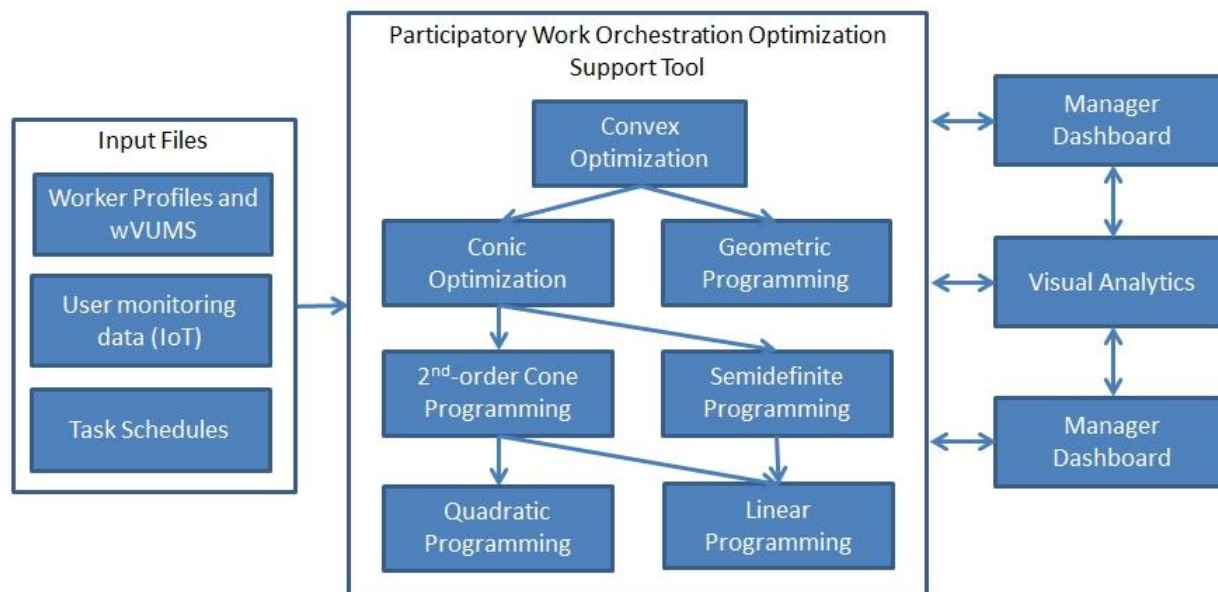 Participatory Work Orchestration Optimization
Support Tool
Input Files
Worker Profiles and
wVUMS
User monitoring
data (IoT)
Task Schedules
Convex
Optimization
Conic
Optimization
Geometric
Programming
2nd-order Cone
Programming
Semidefinite
Programming
Quadratic
Programming
Linear
Programming
Manager
Dashboard
Visual Analytics
Manager
Dashboard